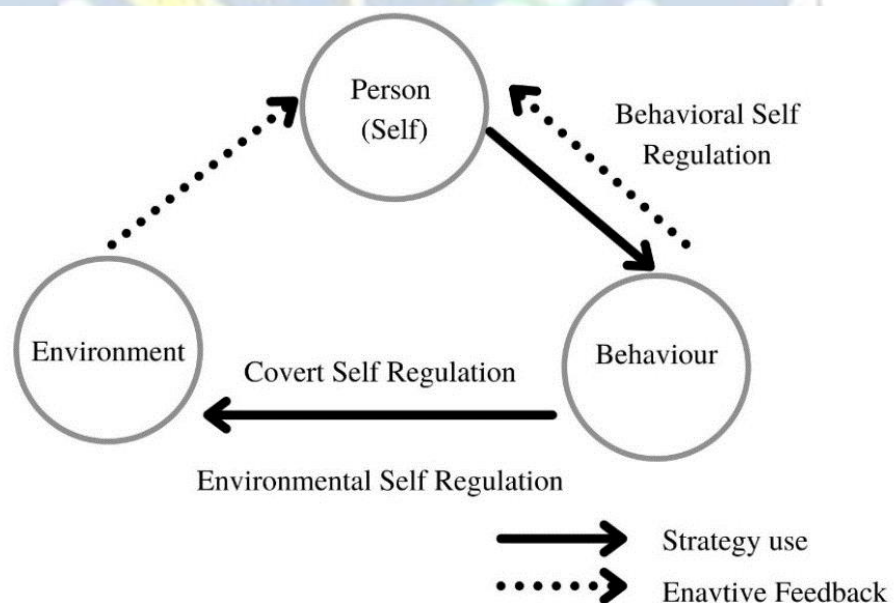 Person
(Self)
Behavioral Self
Regulation
Environment
Behaviour
Covert Self Regulation
Environmental Self Regulation
Strategy use
Enavtive Feedback